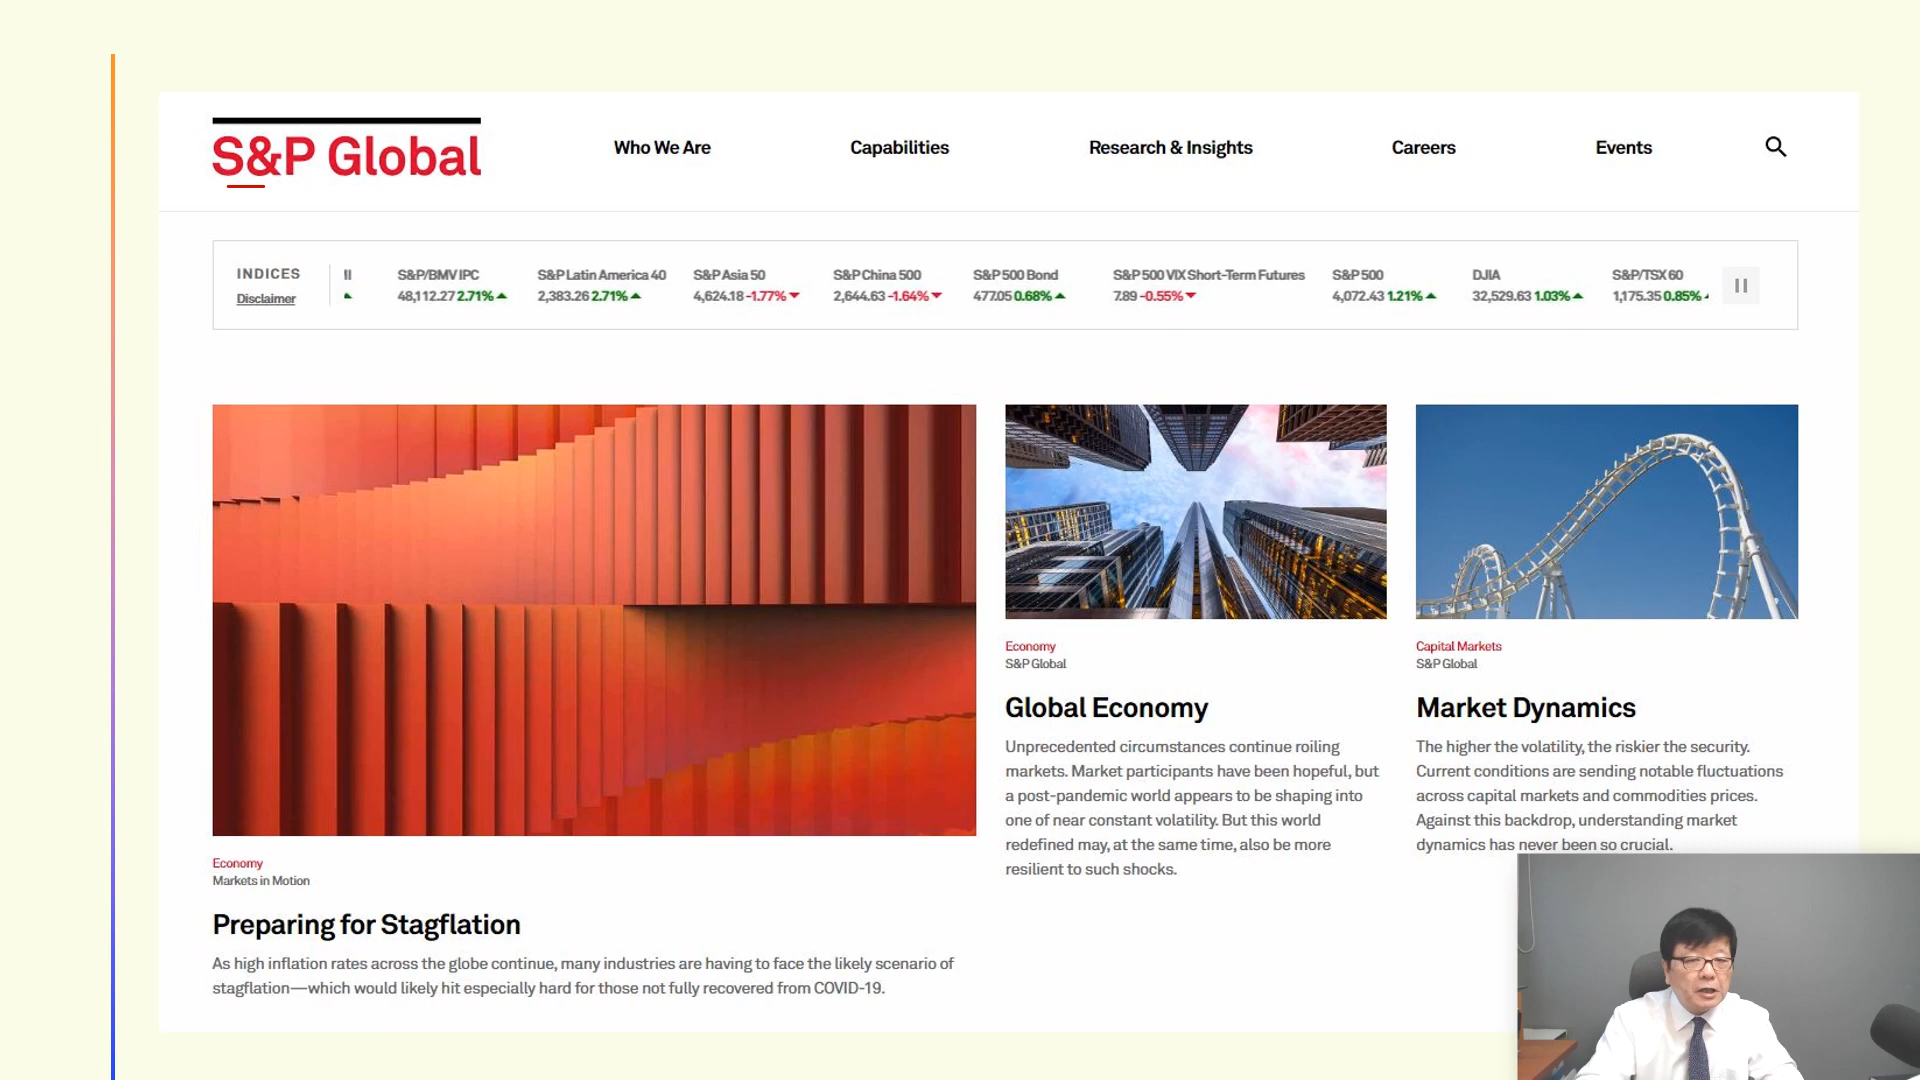 S&P Global
Who We Are
Capabilities
Research & Insights
Careers
Events
INDICES
Disclaimer
S&P/BMV IPC
48,112.27 2.71%
S&P Latin America 40
2,383.26 2.71%
S&P Asia 50
4,624.18 -1.77%
S&P China 500
2,644.63 -1.64%
S&P 500 Bond
477.05 0.68%
S&P 500 VIX Short-Term Futures
7.89 -0.55%
S&P 500
4,072.43 1.21%
DJIA
32,529.63 1.03%
S&P/TSX 60
1,175.35 0.85%
Economy
Markets in Motion
Preparing for Stagflation
As high inflation rates across the globe continue, many industries are having to face the likely scenario of
stagflation—which would likely hit especially hard for those not fully recovered from COVID-19.
Economy
S&P Global
Global Economy
Unprecedented circumstances continue roiling
markets. Market participants have been hopeful, but
a post-pandemic world appears to be shaping into
one of near constant volatility. But this world
redefined may, at the same time, also be more
resilient to such shocks.
Capital Markets
S&P Global
Market Dynamics
The higher the volatility, the riskier the security.
Current conditions are sending notable fluctuations
across capital markets and commodities prices.
Against this backdrop, understanding market
dynamics has never been so crucial.